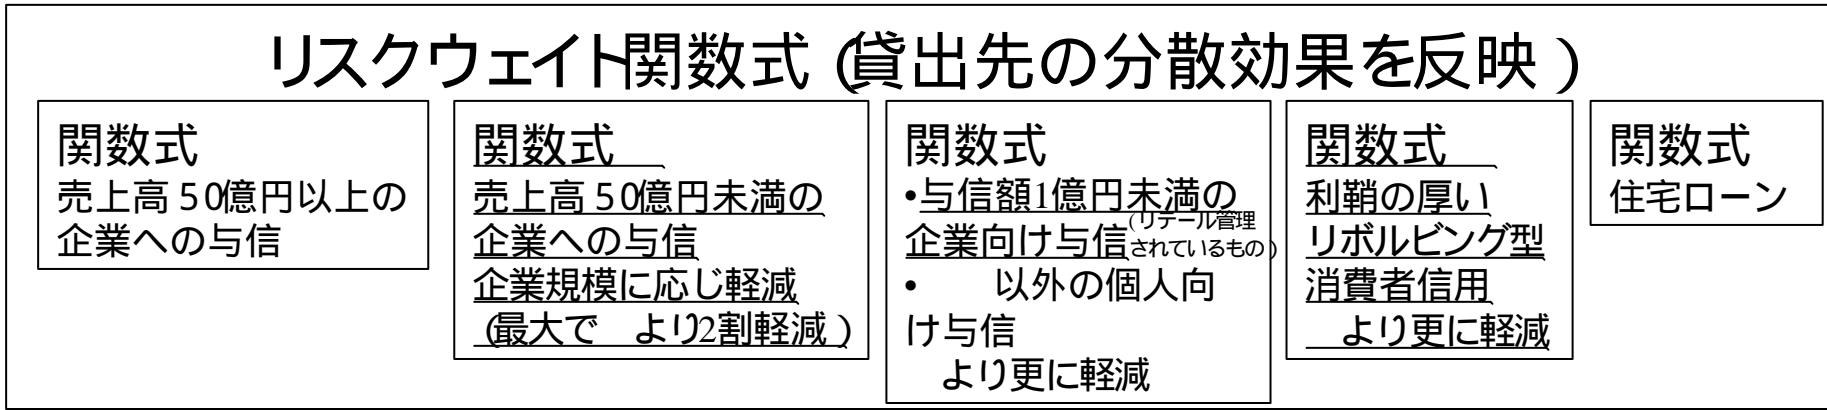 リスクウェイト関数式（貸出先の分散効果を反映）
関数式
売上高50億円以上の
企業への与信
関数式
売上高50億円未満の
企業への与信
企業規模に応じ軽減
（最大で　より2割軽減）
関数式
•与信額1億円未満の
企業向け与信(リテール管理
されているもの)
•　　以外の個人向
け与信
　より更に軽減
関数式
利鞘の厚い
リボルビング型
消費者信用
　より更に軽減
関数式
住宅ローン